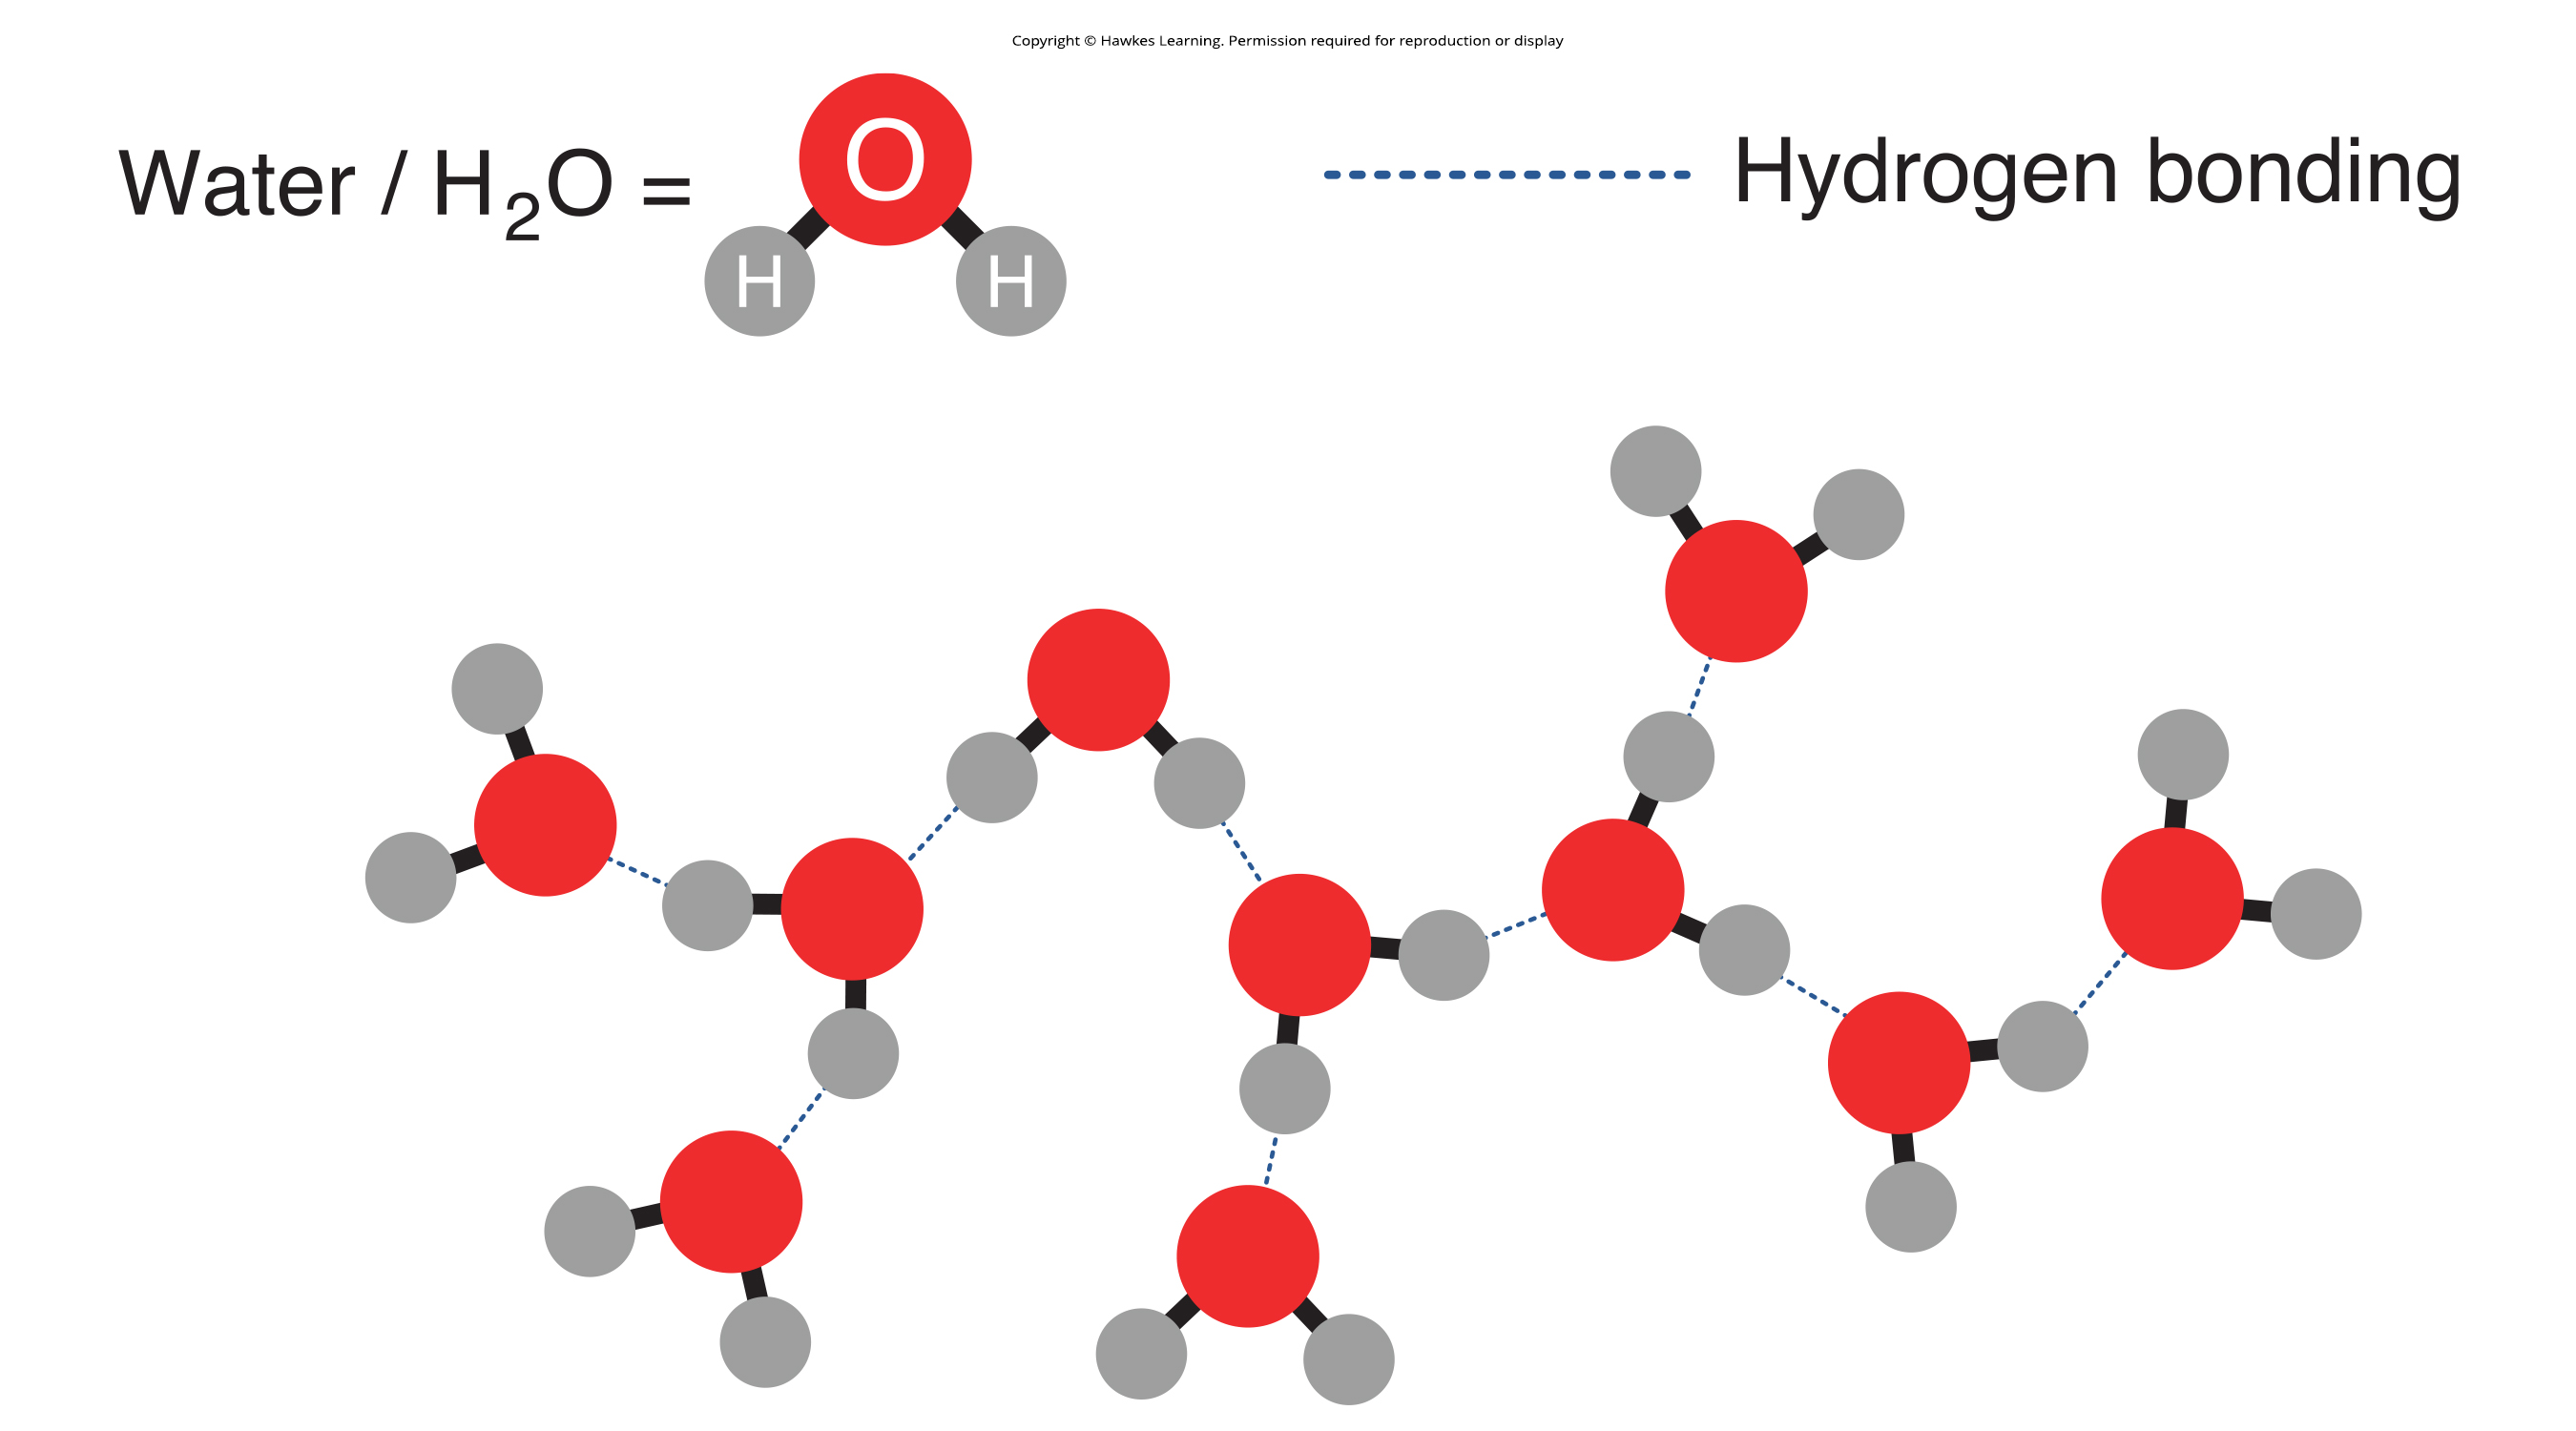 Copyright © Hawkes Learning. Permission required for reproduction or display
Water / H₂O =
O
H H
Hydrogen bonding